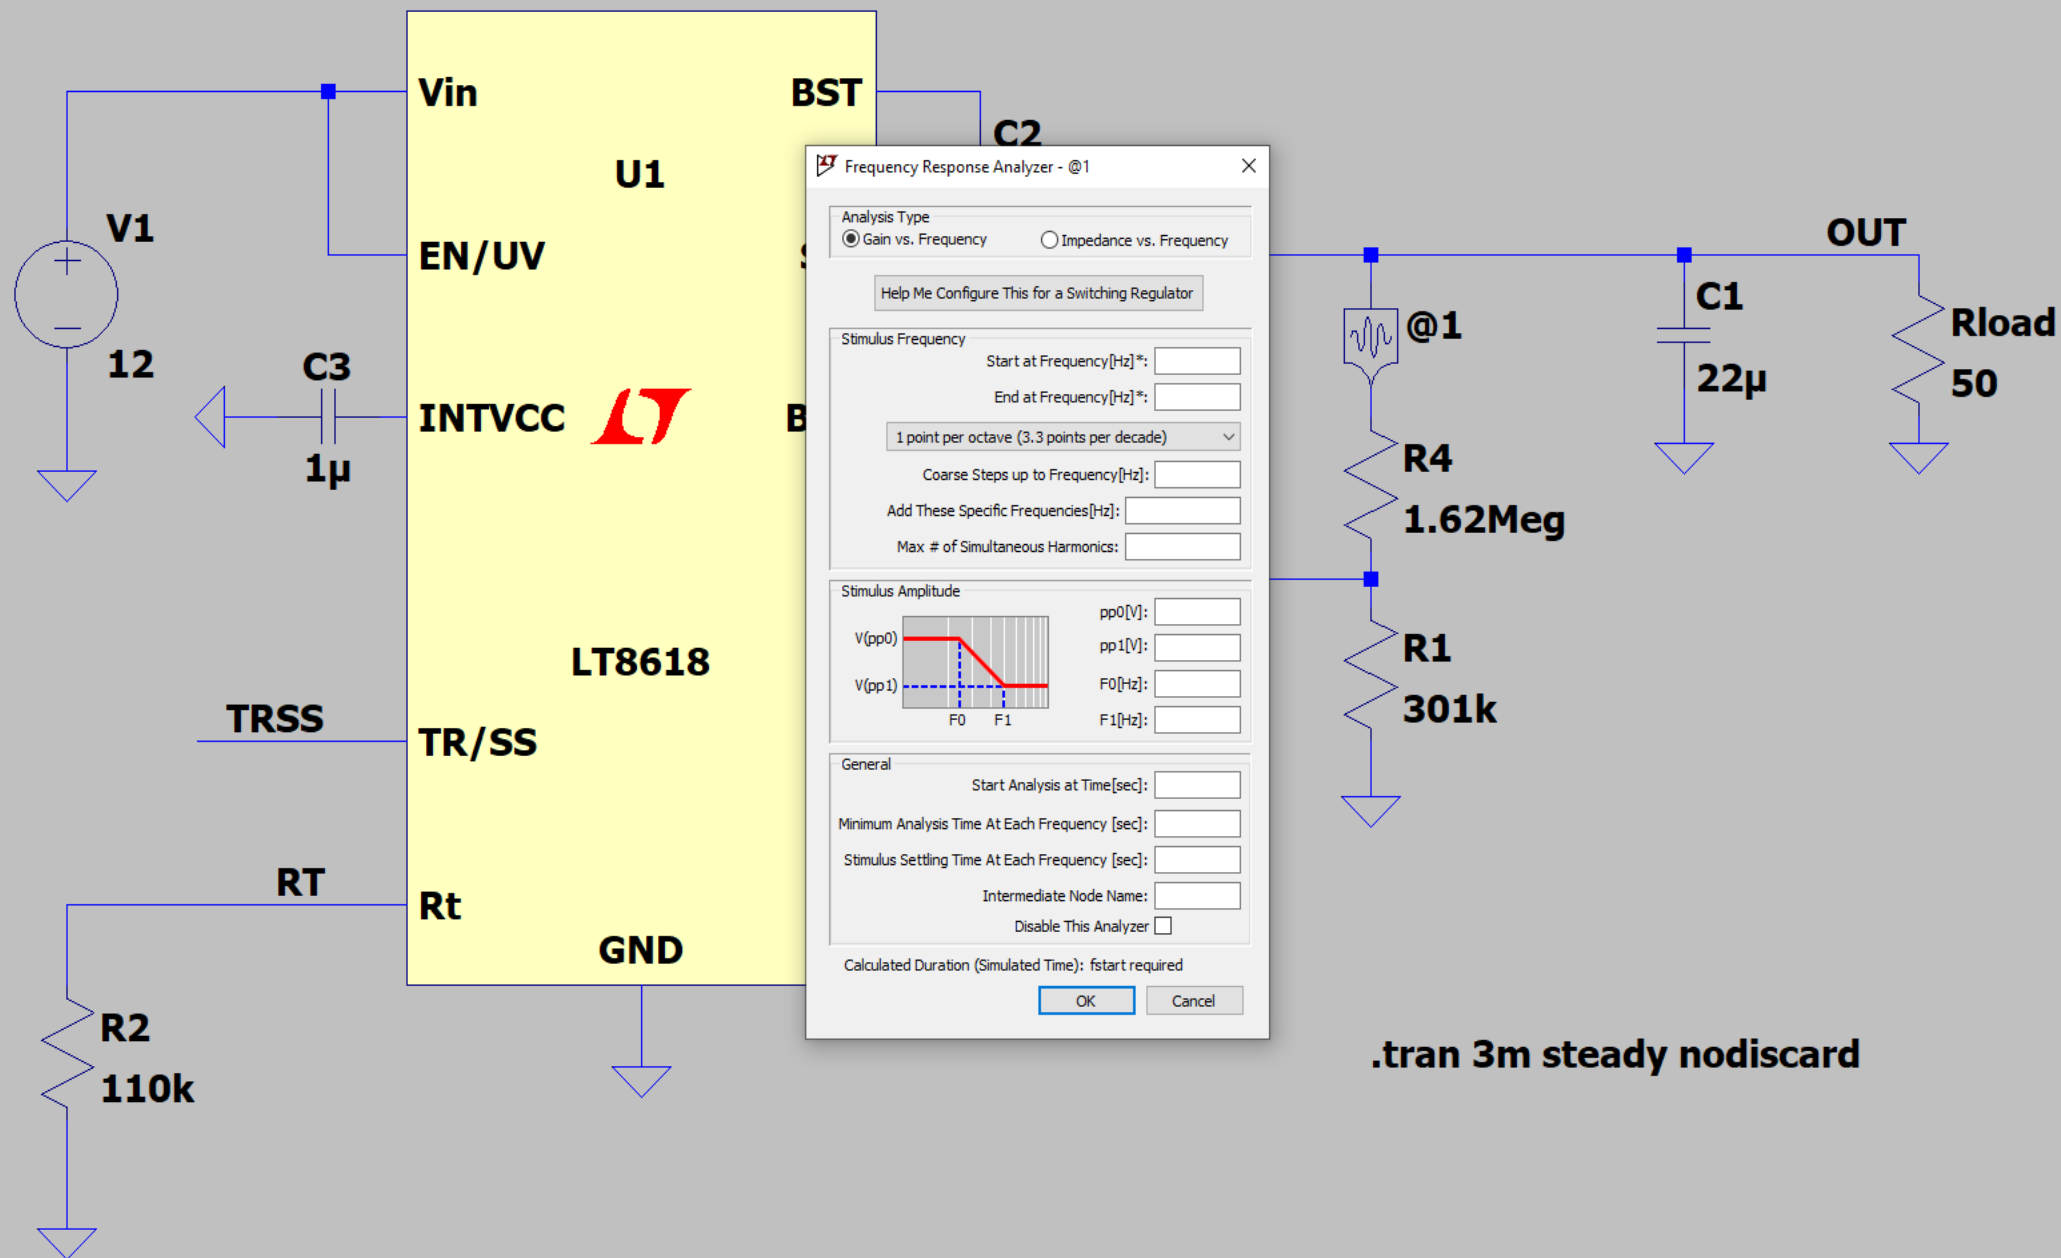 Vin
BST
C2
U1
V1
EN/UV
12
C3
INTVCC
1µ
LT8618
TRSS
TR/SS
RT
Rt
GND
R2
110k
Frequency Response Analyzer - @1
Analysis Type
Gain vs. Frequency
Impedance vs. Frequency
Help Me Configure This for a Switching Regulator
Stimulus Frequency
Start at Frequency[Hz]*:
End at Frequency[Hz]*:
1 point per octave (3.3 points per decade)
Coarse Steps up to Frequency[Hz]:
Add These Specific Frequencies[Hz]:
Max # of Simultaneous Harmonics:
Stimulus Amplitude
V(pp0)
V(pp1)
F0
F1
pp0[V]:
pp1[V]:
F0[Hz]:
F1[Hz]:
General
Start Analysis at Time[sec]:
Minimum Analysis Time At Each Frequency [sec]:
Stimulus Settling Time At Each Frequency [sec]:
Intermediate Node Name:
Disable This Analyzer
Calculated Duration (Simulated Time): fstart required
OK
Cancel
OUT
@1
C1
22µ
Rload
50
R4
1.62Meg
R1
301k
.tran 3m steady nodiscard